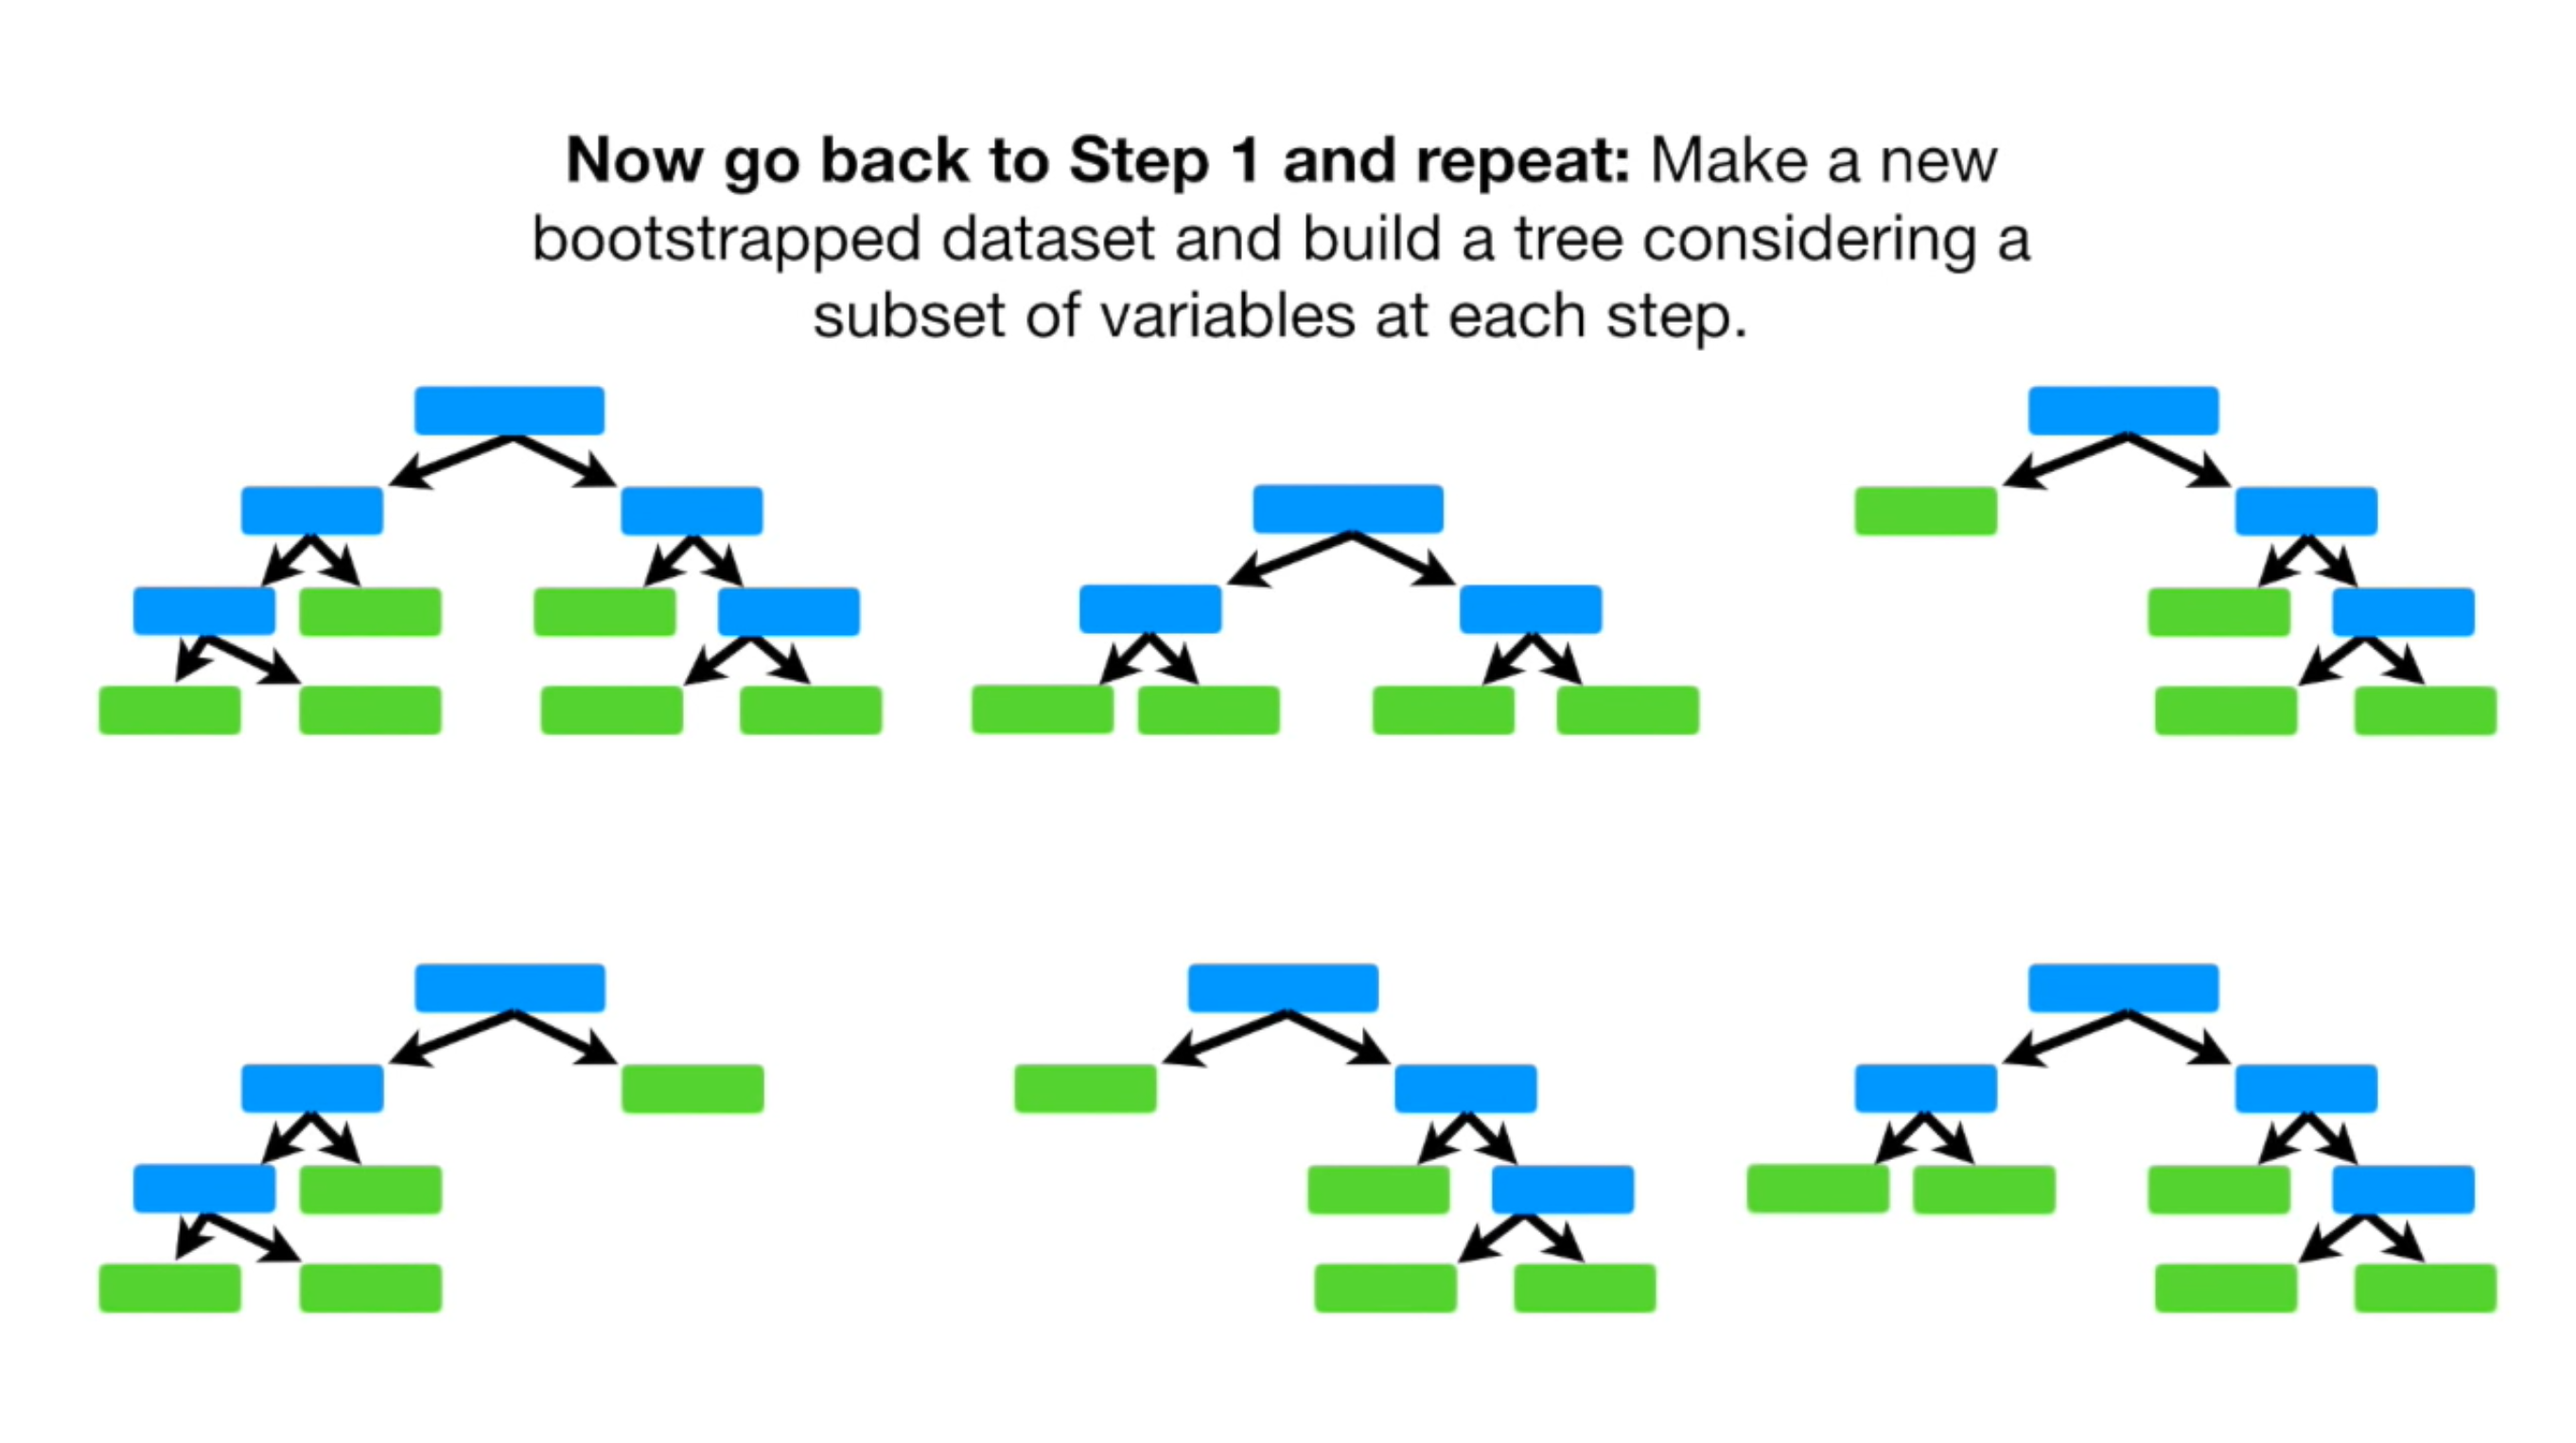 Now go back to Step 1 and repeat: Make a new
bootstrapped dataset and build a tree considering a
subset of variables at each step.